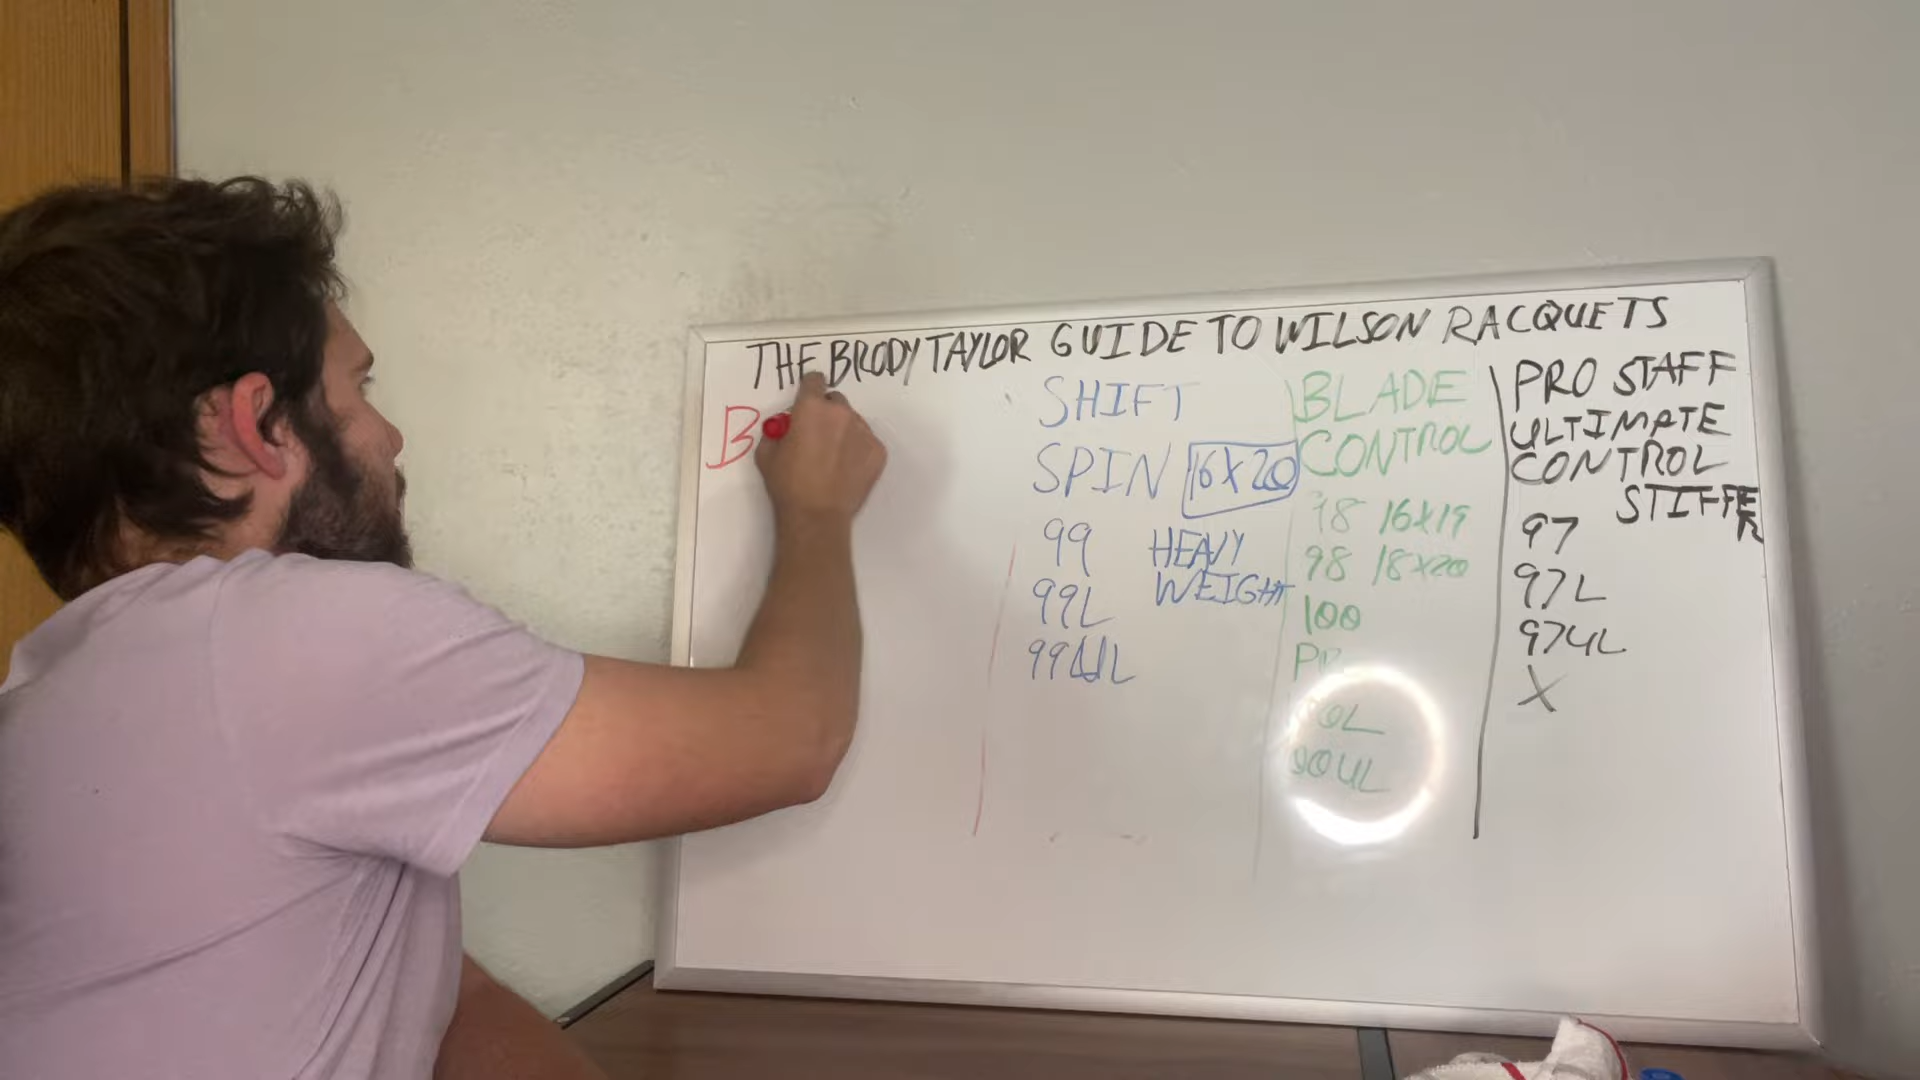 THE BRODY TAYLOR GUIDE TO WILSON RACQUETS
B
SHIFT
SPIN 16X20
99 HEAVY
99L WEIGHT
99UL
BLADE
CONTROL
98 16X19
98 18X20
100
PRO STAFF
ULTIMATE
CONTROL
STIFFER
97
97L
97UL
X